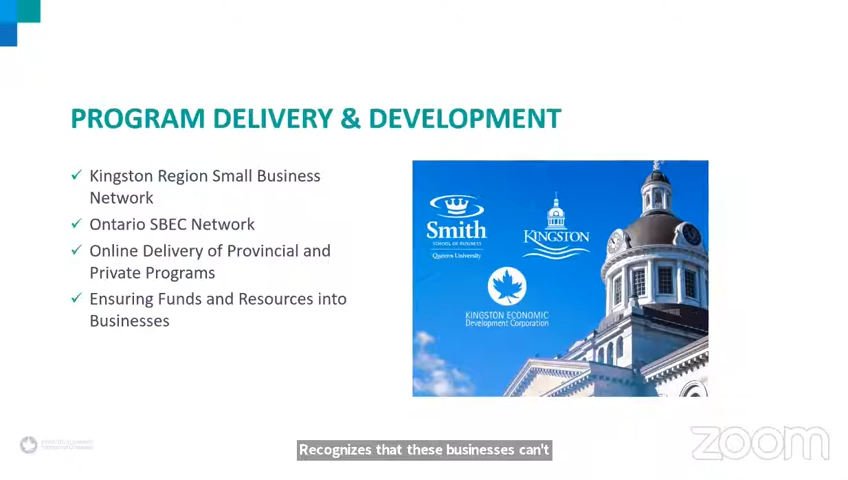 PROGRAM DELIVERY & DEVELOPMENT
✓ Kingston Region Small Business
Network
✓ Ontario SBEC Network
✓ Online Delivery of Provincial and
Private Programs
✓ Ensuring Funds and Resources into
Businesses
Smith
SCHOOL OF BUSINESS
Queen's University
KINGSTON
KINGSTON ECONOMIC
Development Corporation
Recognizes that these businesses can't
zoom